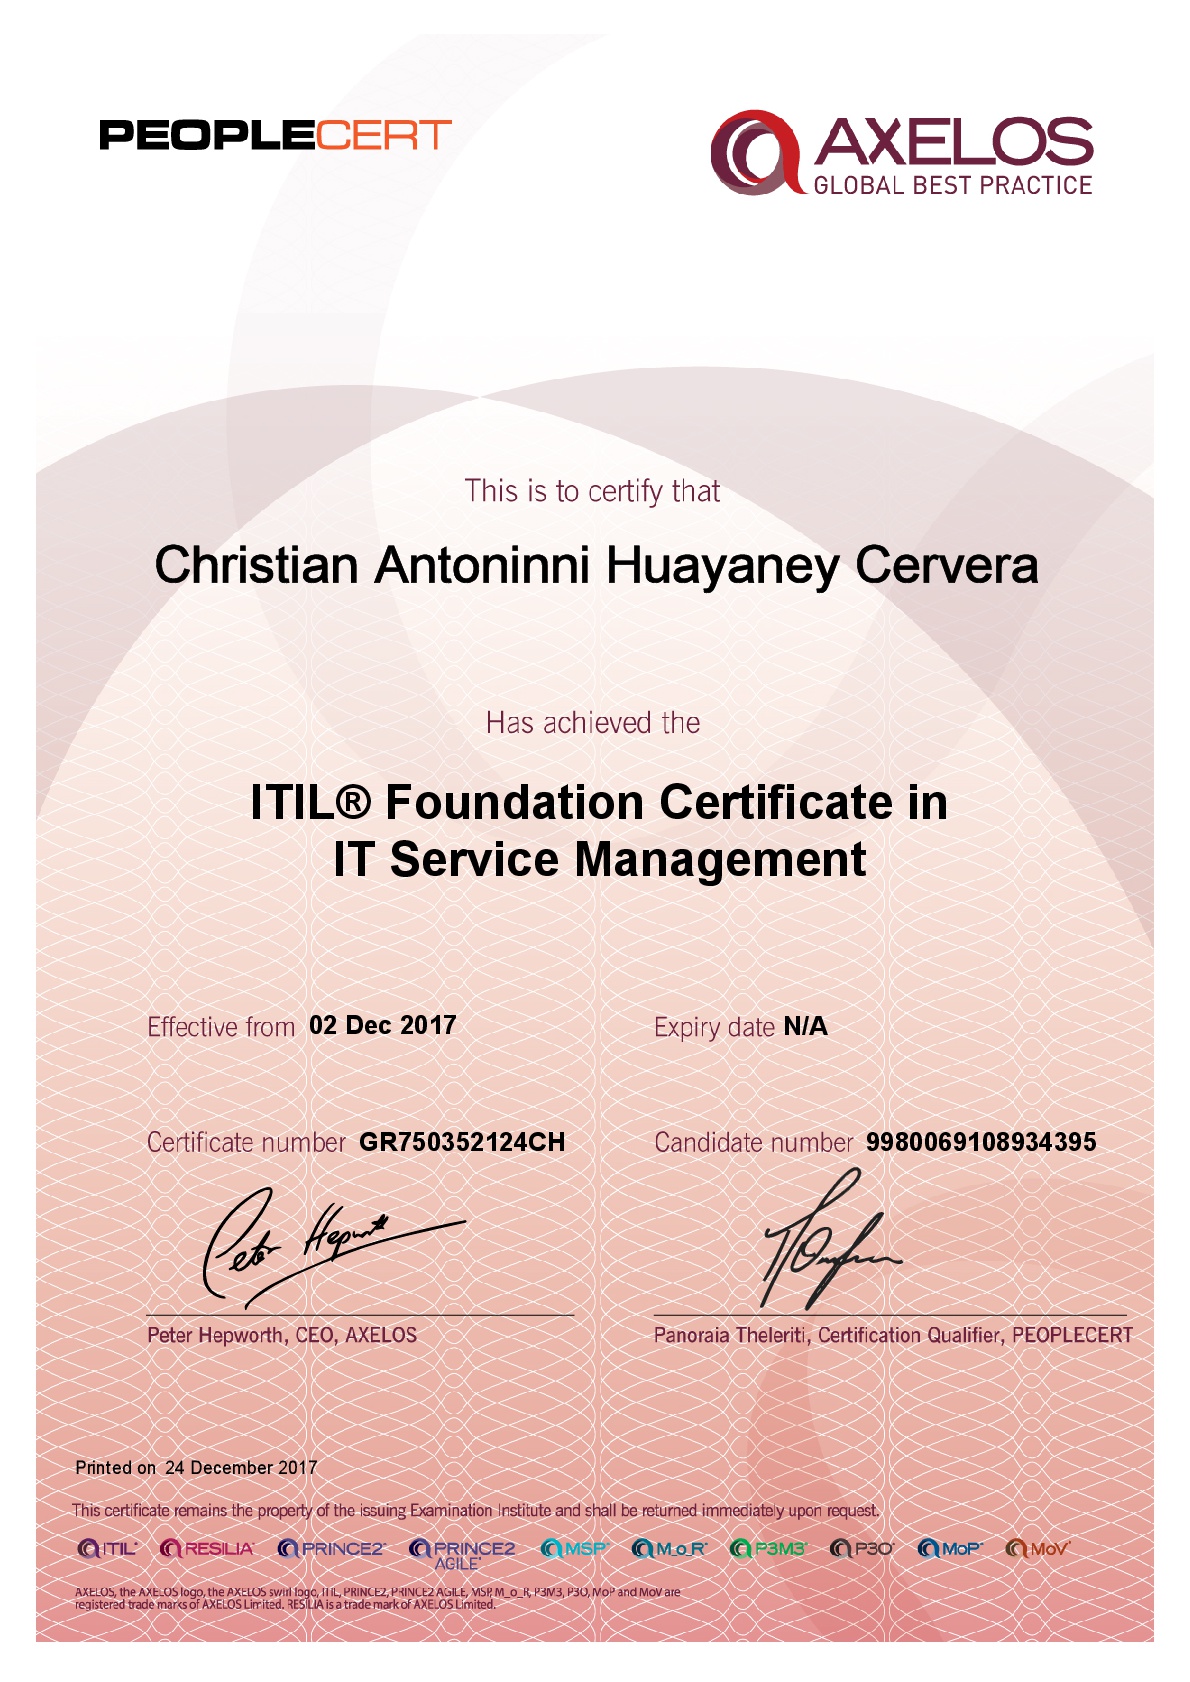 PEOPLECERT
AXELOS
GLOBAL BEST PRACTICE
This is to certify that
Christian Antoninni Huayaney Cervera
Has achieved the
ITIL® Foundation Certificate in
IT Service Management
Effective from 02 Dec 2017
Expiry date N/A
Certificate number GR750352124CH
Candidate number 9980069108934395
Peter Hepworth
Peter Hepworth, CEO, AXELOS
Panoraia Theleriti, Certification Qualifier, PEOPLECERT
Printed on 24 December 2017
This certificate remains the property of the issuing Examination Institute and shall be returned immediately upon request.
ITIL® RESILIA™ PRINCE2® PRINCE2 AGILE® MSP® M_o_R® P3M3® P3O® MoP® MoV®
AXELOS, the AXELOS logo, the AXELOS swirl logo, ITIL, PRINCE2, PRINCE2 AGILE, MSP, M_o_R, P3M3, P3O, MoP and MoV are
registered trade marks of AXELOS Limited. RESILIA is a trade mark of AXELOS Limited.